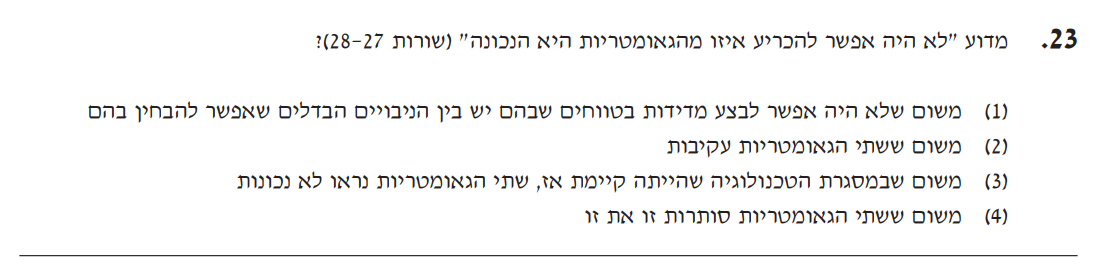 23. מדוע "לא היה אפשר להכריע איזו מהגאומטריות היא הנכונה" (שורות 27–28)?
(1) משום שלא היה אפשר לבצע מדידות בטווחים שבהם יש בין הניבויים הבדלים שאפשר להבחין בהם
(2) משום ששתי הגאומטריות עקיבות
(3) משום שבמסגרת הטכנולוגיה שהייתה קיימת אז, שתי הגאומטריות נראו לא נכונות
(4) משום ששתי הגאומטריות סותרות זו את זו